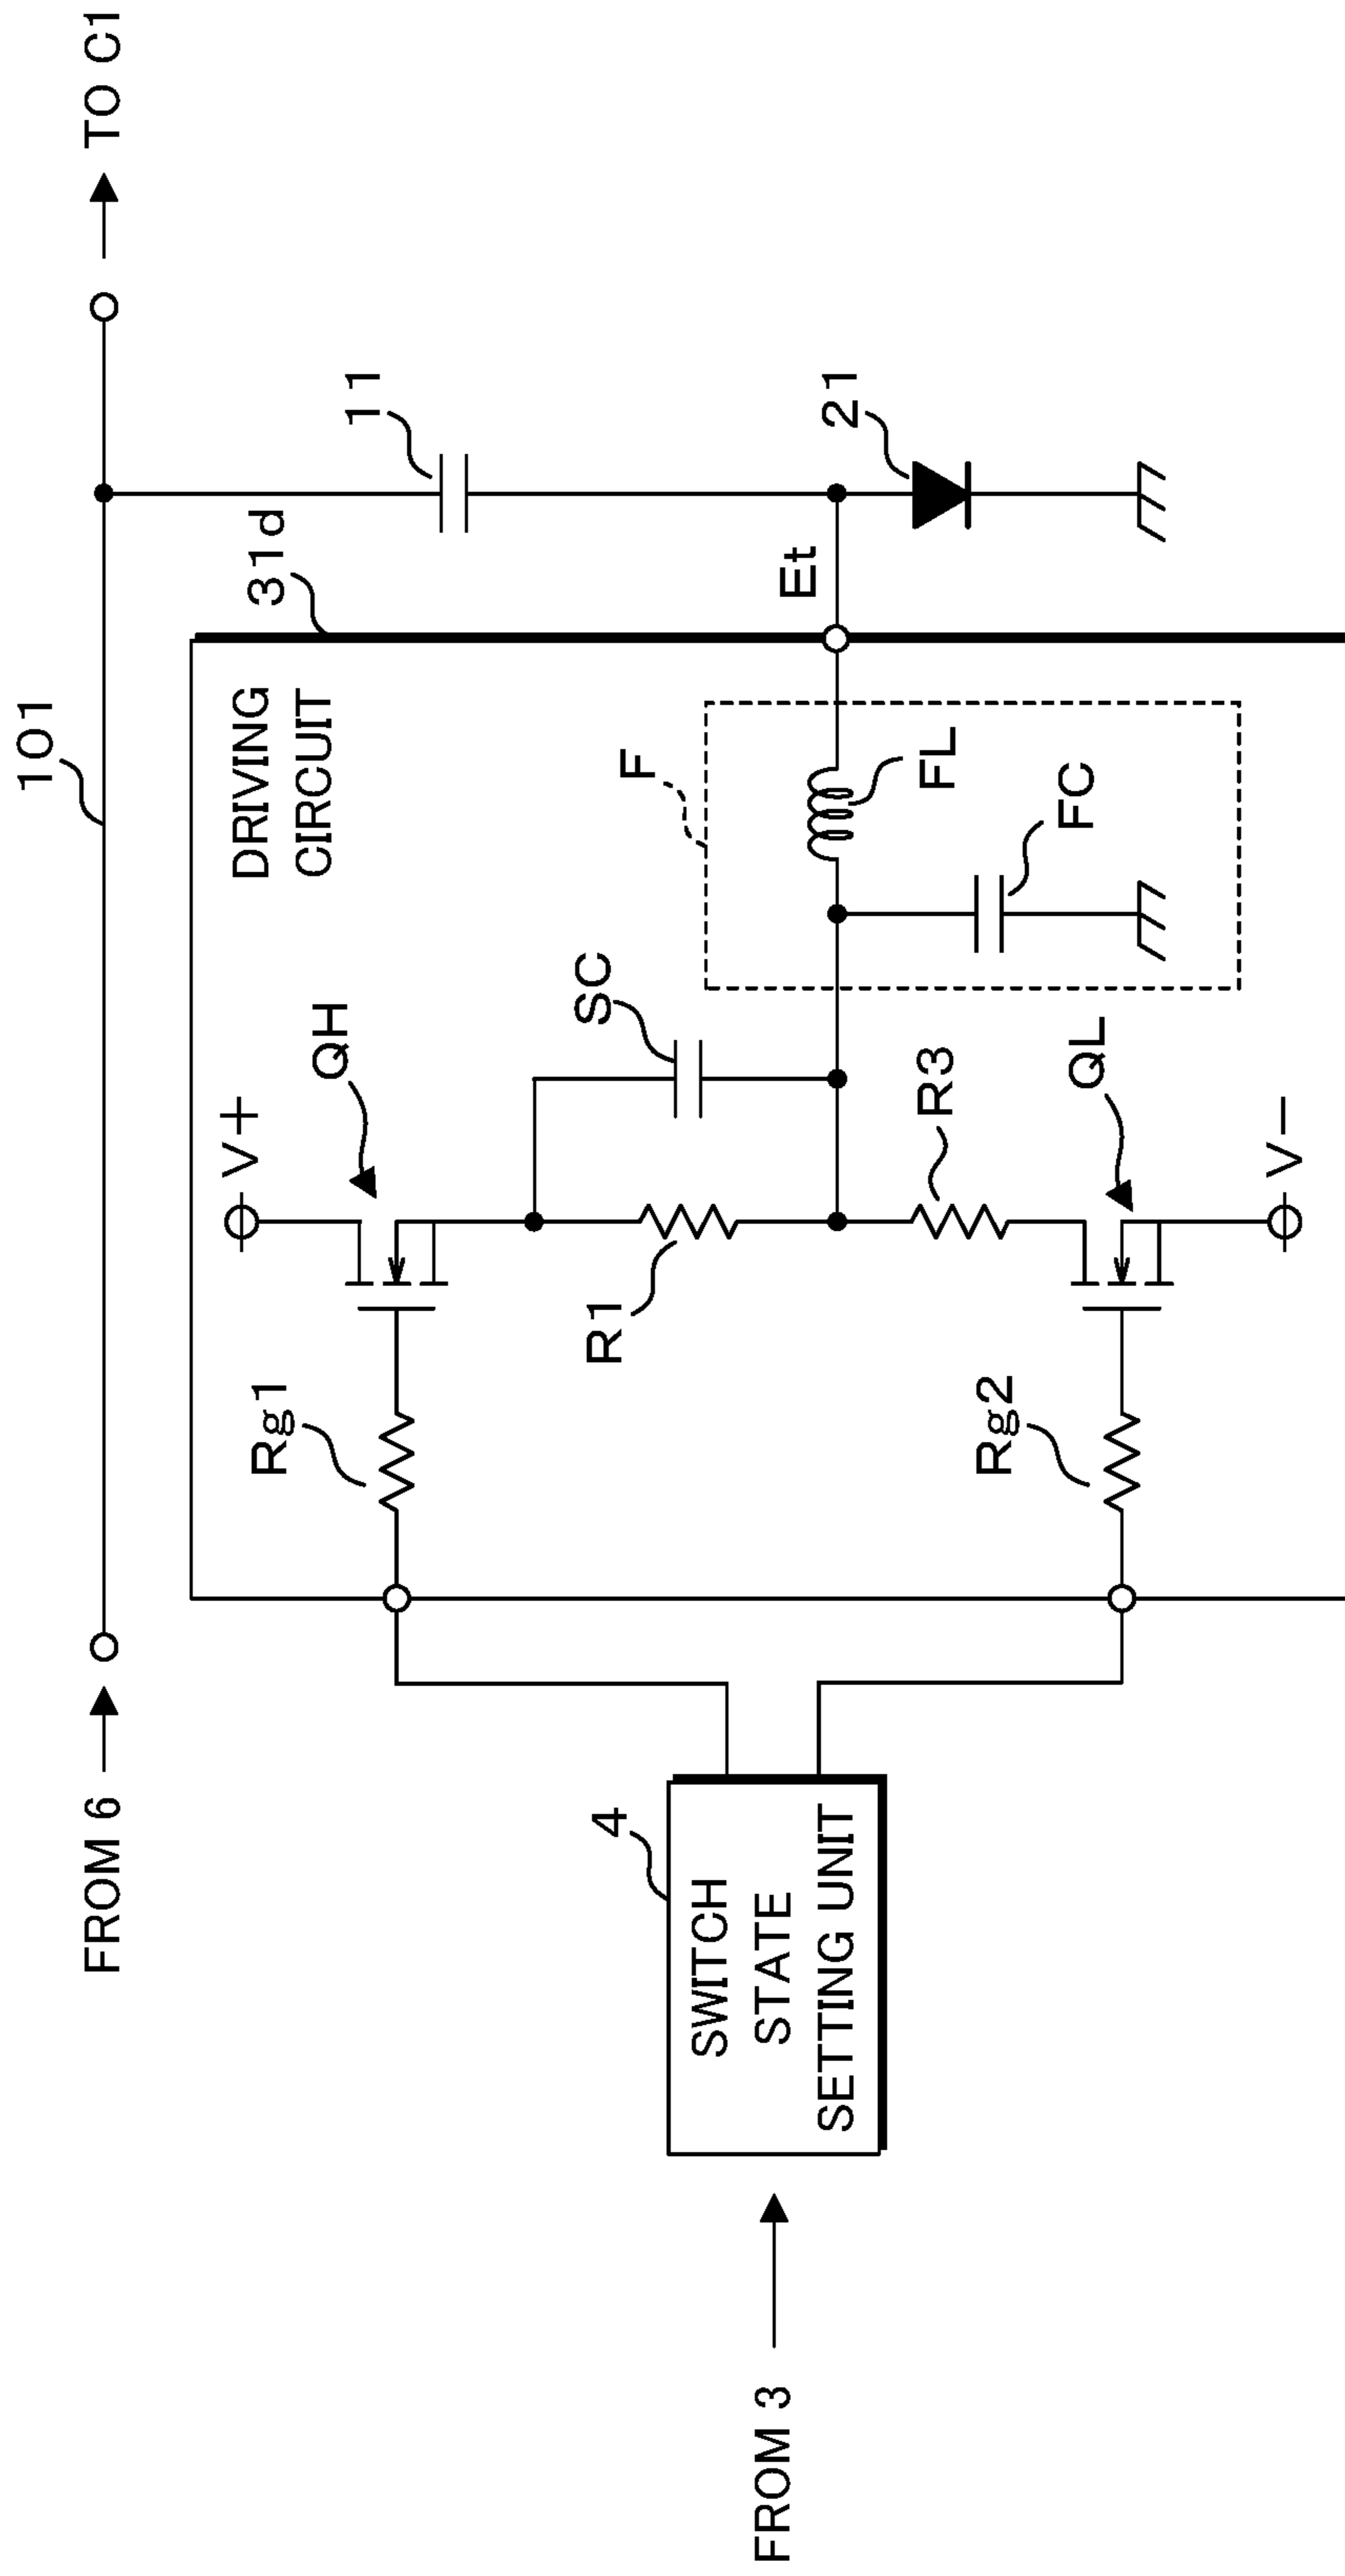 101
FROM 6
TO C1
31d
11
DRIVING
CIRCUIT
V+
QH
Rg1
SC
R1
F
FL
Et
21
4
SWITCH
STATE
SETTING UNIT
FROM 3
R3
FC
Rg2
QL
V−